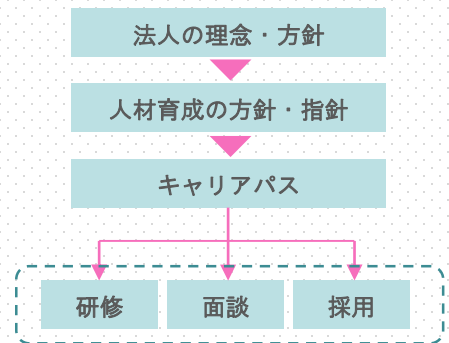 法人の理念・方針
人材育成の方針・指針
キャリアパス
研修
面談
採用